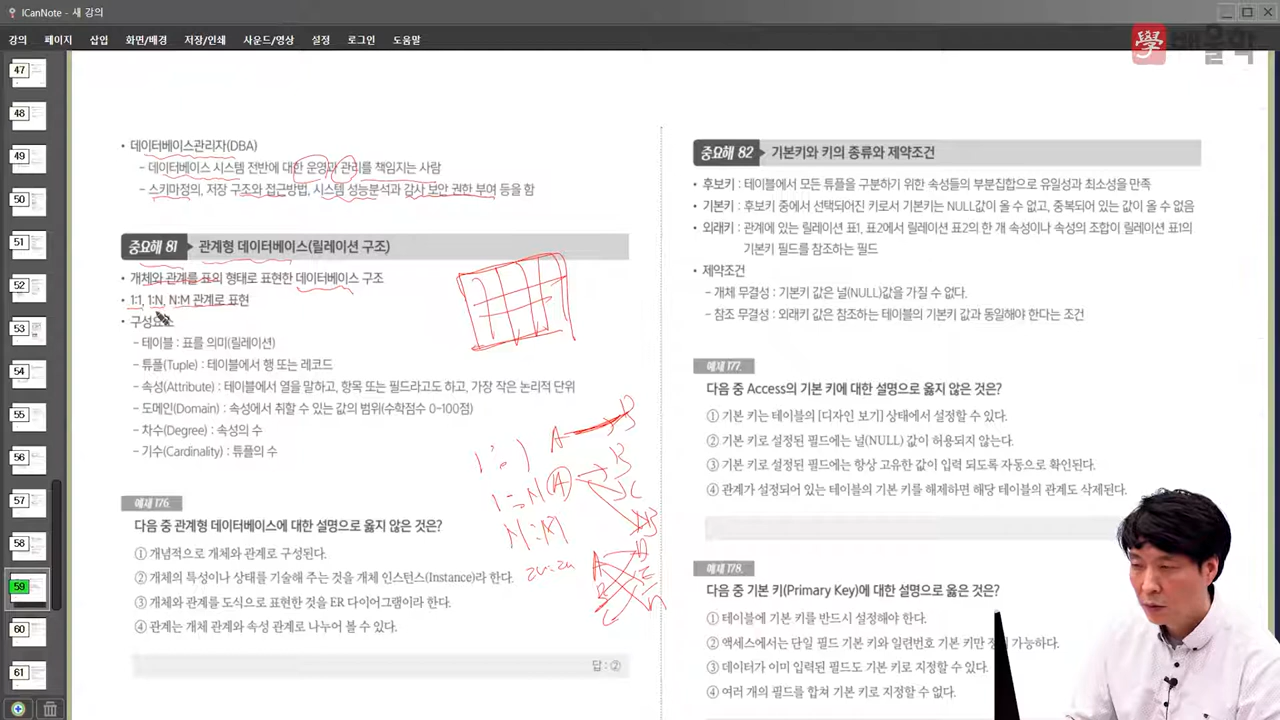 ICanNote - 새 강의
강의 페이지 삽입 화면/배경 저장/인쇄 사운드/영상 설정 로그인 도움말
學 배울학
47
48
49
50
51
52
53
54
55
56
57
58
59
60
61
• 데이터베이스관리자(DBA)
– 데이터베이스 시스템 전반에 대한 운영과 관리를 책임지는 사람
– 스키마정의, 저장 구조와 접근방법, 시스템 성능분석과 감사 보안 권한 부여 등을 함
중요해 81 관계형 데이터베이스(릴레이션 구조)
• 개체와 관계를 표의 형태로 표현한 데이터베이스 구조
• 1:1, 1:N, N:M 관계로 표현
• 구성요소
– 테이블 : 표를 의미(릴레이션)
– 튜플(Tuple) : 테이블에서 행 또는 레코드
– 속성(Attribute) : 테이블에서 열을 말하고, 항목 또는 필드라고도 하고, 가장 작은 논리적 단위
– 도메인(Domain) : 속성에서 취할 수 있는 값의 범위(수학점수 0-100점)
– 차수(Degree) : 속성의 수
– 기수(Cardinality) : 튜플의 수
1:1 A B
1:N A B
C
D
N:M
A
B
C
예제 176.
다음 중 관계형 데이터베이스에 대한 설명으로 옳지 않은 것은?
① 개념적으로 개체와 관계로 구성된다.
② 개체의 특성이나 상태를 기술해 주는 것을 개체 인스턴스(Instance)라 한다.
③ 개체와 관계를 도식으로 표현한 것을 ER 다이어그램이라 한다.
④ 관계는 개체 관계와 속성 관계로 나누어 볼 수 있다.
답 : ②
중요해 82 기본키와 키의 종류와 제약조건
• 후보키 : 테이블에서 모든 튜플을 구분하기 위한 속성들의 부분집합으로 유일성과 최소성을 만족
• 기본키 : 후보키 중에서 선택되어진 키로서 기본키는 NULL값이 올 수 없고, 중복되어 있는 값이 올 수 없음
• 외래키 : 관계에 있는 릴레이션 표1, 표2에서 릴레이션 표2의 한 개 속성이나 속성의 조합이 릴레이션 표1의
기본키 필드를 참조하는 필드
• 제약조건
– 개체 무결성 : 기본키 값은 널(NULL)값을 가질 수 없다.
– 참조 무결성 : 외래키 값은 참조하는 테이블의 기본키 값과 동일해야 한다는 조건
예제 177.
다음 중 Access의 기본 키에 대한 설명으로 옳지 않은 것은?
① 기본 키는 테이블의 [디자인 보기] 상태에서 설정할 수 있다.
② 기본 키로 설정된 필드에는 널(NULL) 값이 허용되지 않는다.
③ 기본 키로 설정된 필드에는 항상 고유한 값이 입력 되도록 자동으로 확인된다.
④ 관계가 설정되어 있는 테이블의 기본 키를 해제하면 해당 테이블의 관계도 삭제된다.
예제 178.
다음 중 기본 키(Primary Key)에 대한 설명으로 옳은 것은?
① 테이블에 기본 키를 반드시 설정해야 한다.
② 액세스에서는 단일 필드 기본 키와 일련번호 기본 키만 가능하다.
③ 데이터가 이미 입력된 필드도 기본 키로 지정할 수 있다.
④ 여러 개의 필드를 합쳐 기본 키로 지정할 수 없다.